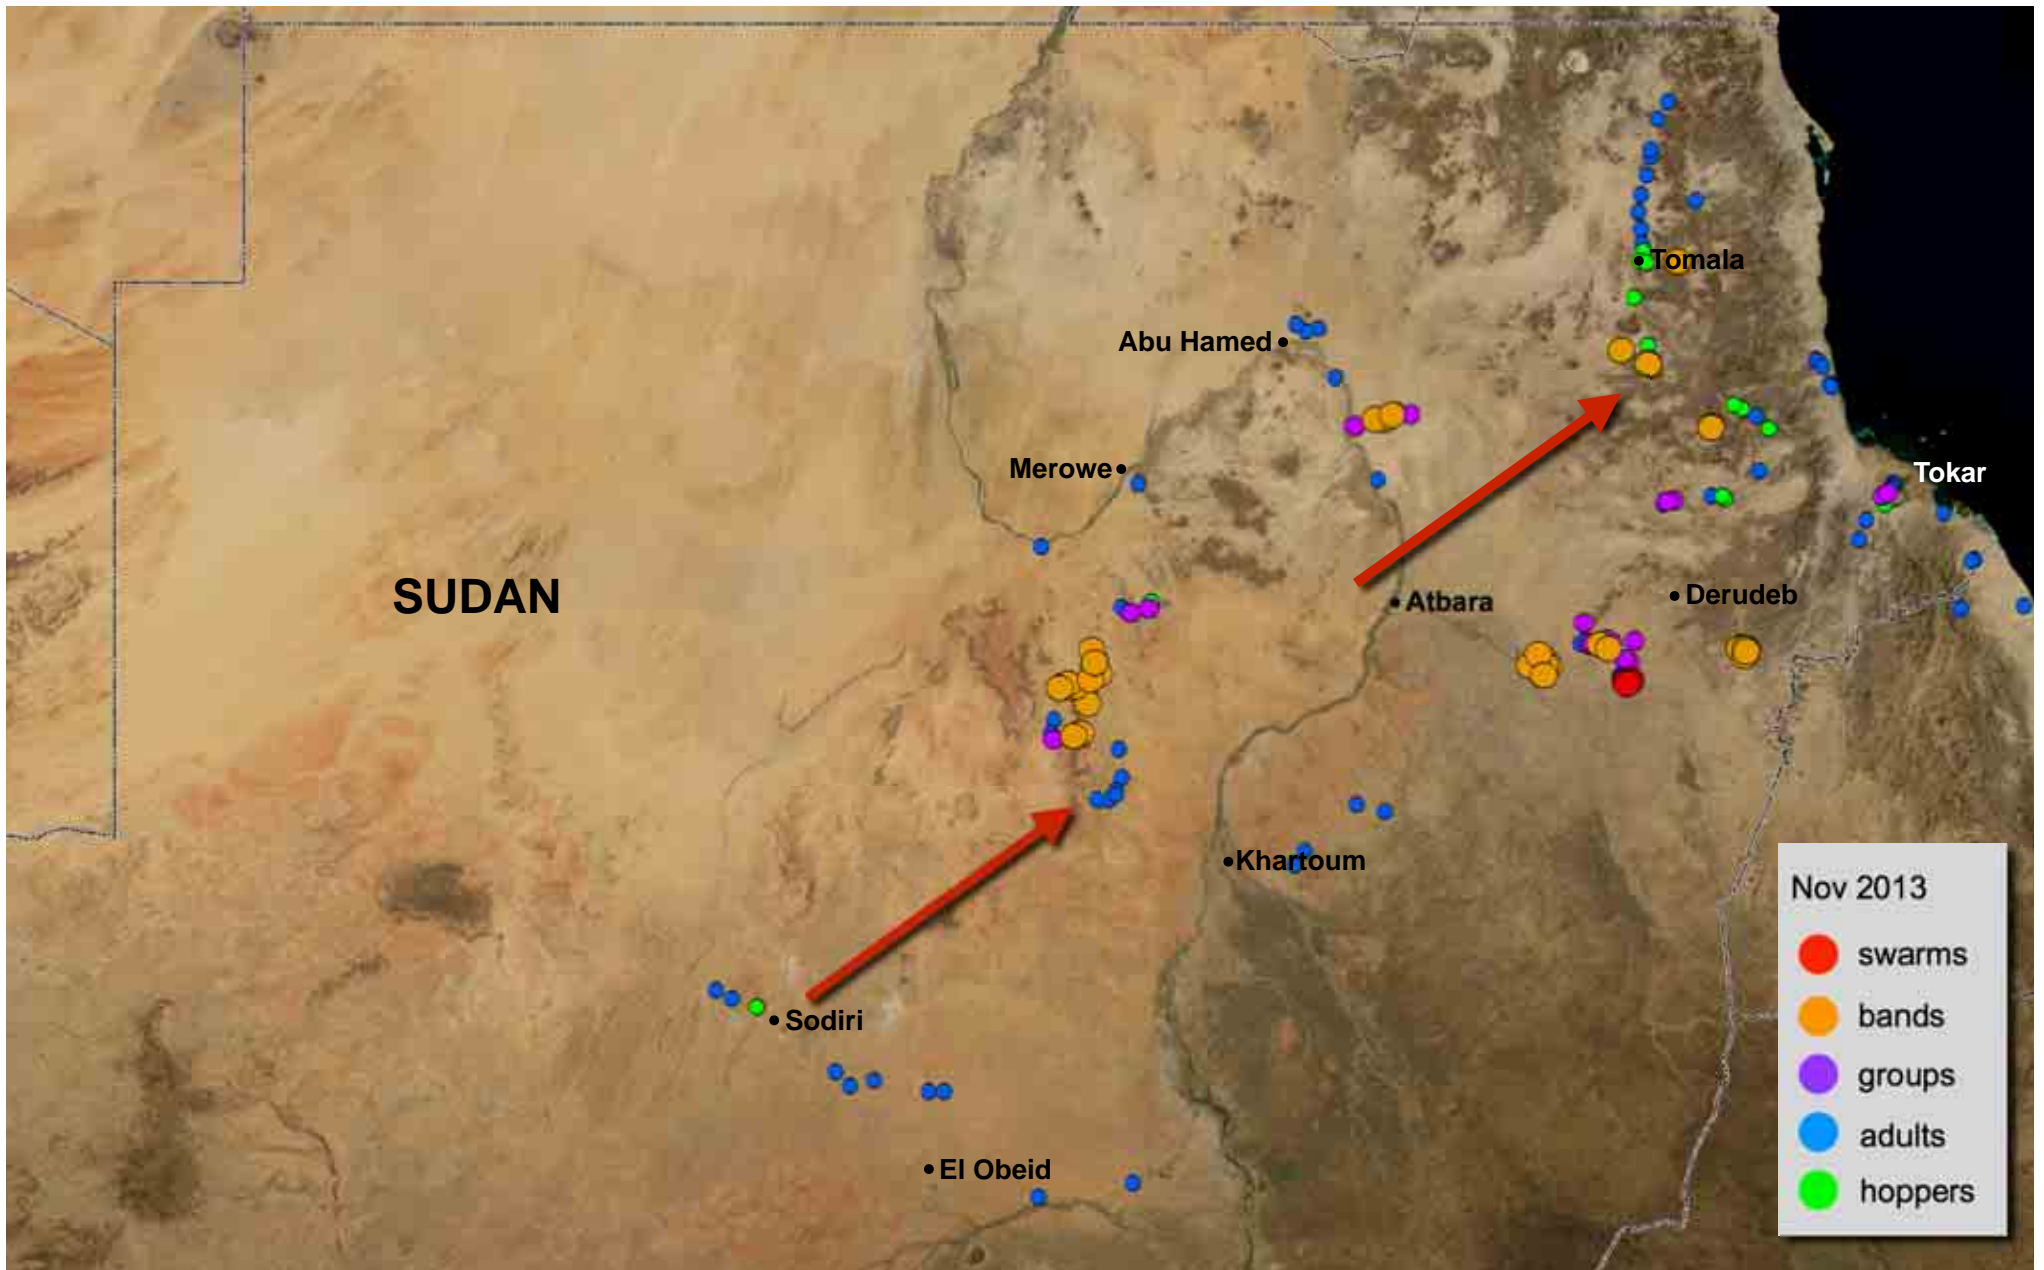 Tomala
Abu Hamed
Merowe
Tokar
SUDAN
Atbara
Derudeb
Khartoum
Nov 2013
swarms
bands
groups
adults
hoppers
Sodiri
El Obeid